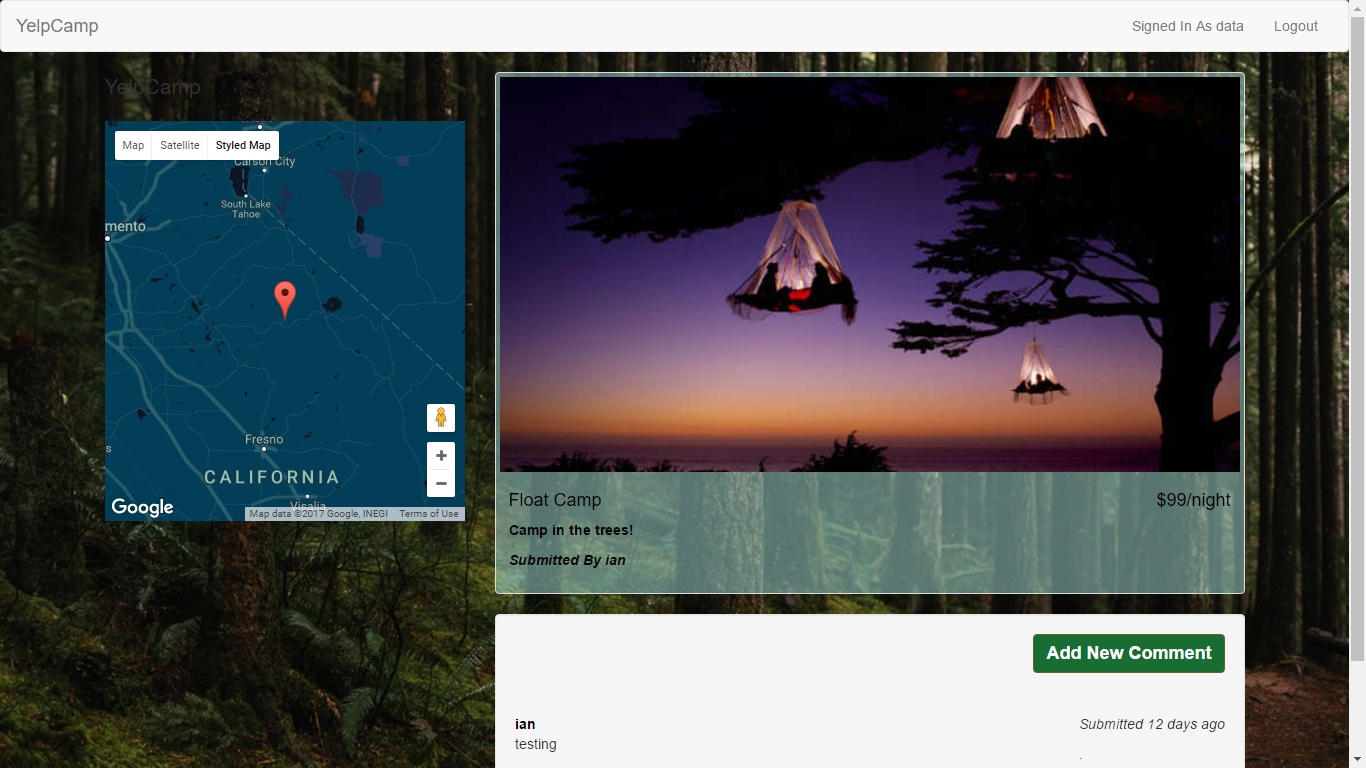 YelpCamp
Signed In As data
Logout
YelpCamp
Map
Satellite
Styled Map
Carson City
South Lake
Tahoe
mento
s
Fresno
CALIFORNIA
Visalia
Google
Map data ©2017 Google, INEGI
Terms of Use
Float Camp
$99/night
Camp in the trees!
Submitted By ian
Add New Comment
ian
Submitted 12 days ago
testing